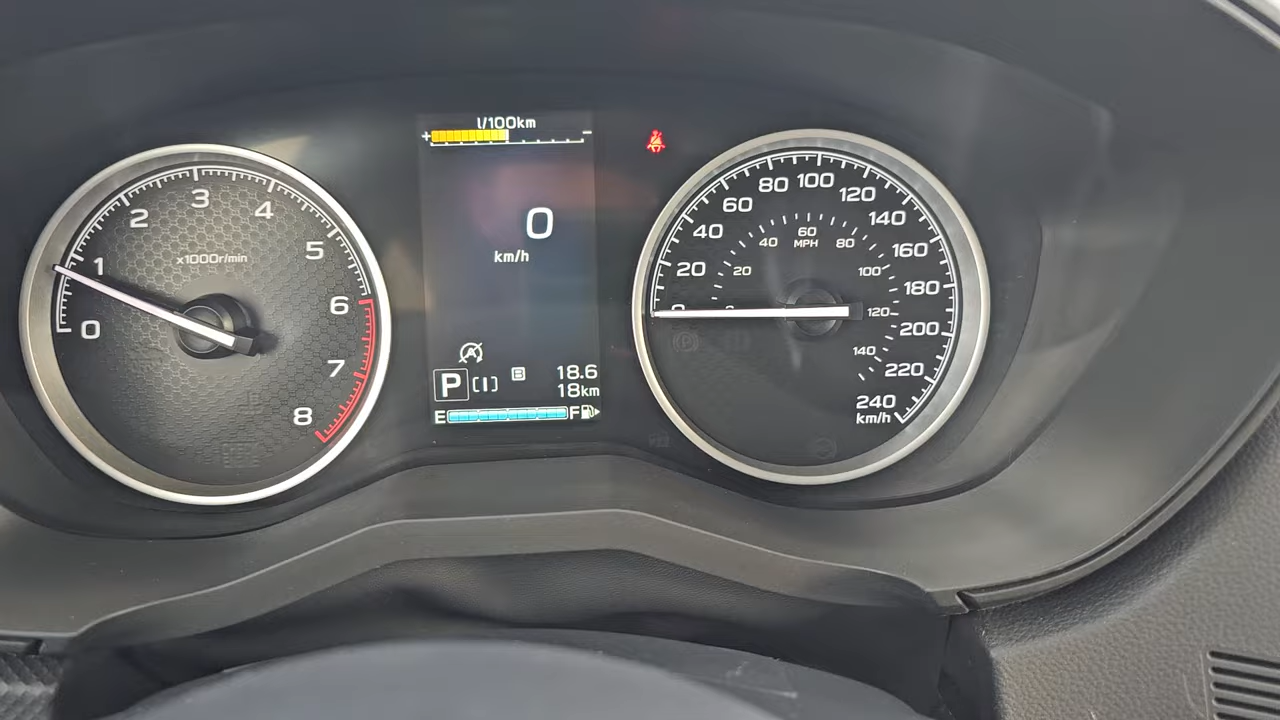 l/100km
+ -
0
km/h
P [I] B 18.6
18km
E F
0 1 2 3 4 5 6 7 8
x1000r/min
0 20 40 60 80 100 120 140 160 180 200 220 240
km/h
20 40 60 80 100 120 140
MPH